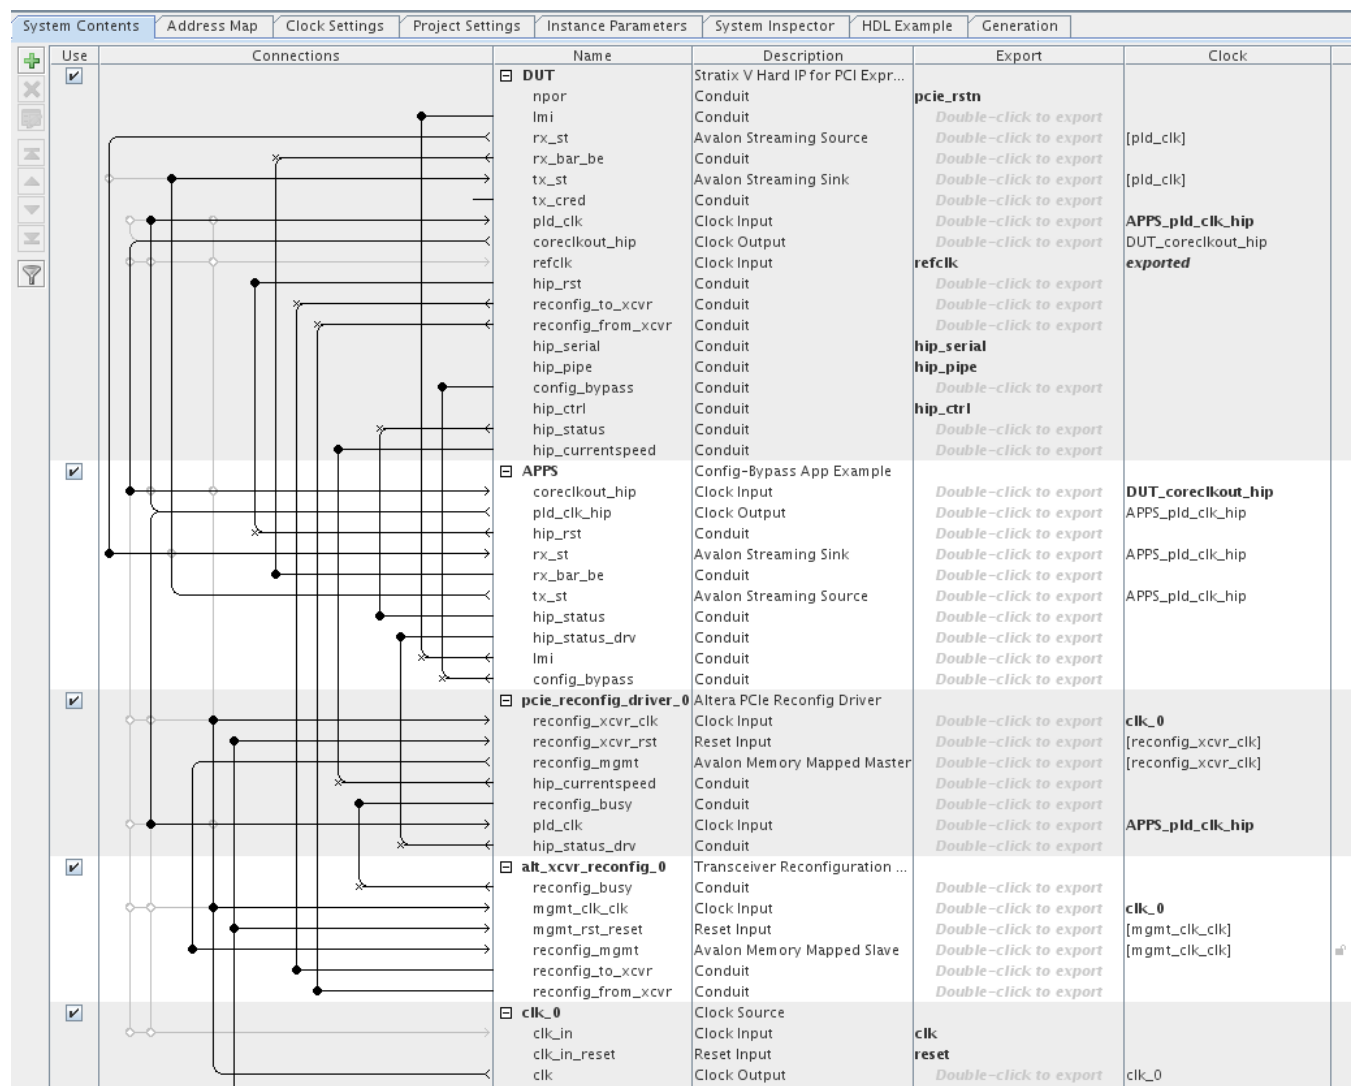 System Contents Address Map Clock Settings Project Settings Instance Parameters System Inspector HDL Example Generation
Use Connections Name Description Export Clock
DUT Stratix V Hard IP for PCI Expr...
npor Conduit pcie_rstn
lmi Conduit Double-click to export
rx_st Avalon Streaming Source Double-click to export [pld_clk]
rx_bar_be Conduit Double-click to export
tx_st Avalon Streaming Sink Double-click to export [pld_clk]
tx_cred Conduit Double-click to export
pld_clk Clock Input Double-click to export APPS_pld_clk_hip
coreclkout_hip Clock Output Double-click to export DUT_coreclkout_hip
refclk Clock Input refclk exported
hip_rst Conduit Double-click to export
reconfig_to_xcvr Conduit Double-click to export
reconfig_from_xcvr Conduit Double-click to export
hip_serial Conduit hip_serial
hip_pipe Conduit hip_pipe
config_bypass Conduit Double-click to export
hip_ctrl Conduit hip_ctrl
hip_status Conduit Double-click to export
hip_currentspeed Conduit Double-click to export
APPS Config-Bypass App Example
coreclkout_hip Clock Input Double-click to export DUT_coreclkout_hip
pld_clk_hip Clock Output Double-click to export APPS_pld_clk_hip
hip_rst Conduit Double-click to export
rx_st Avalon Streaming Sink Double-click to export APPS_pld_clk_hip
rx_bar_be Conduit Double-click to export
tx_st Avalon Streaming Source Double-click to export APPS_pld_clk_hip
hip_status Conduit Double-click to export
hip_status_drv Conduit Double-click to export
lmi Conduit Double-click to export
config_bypass Conduit Double-click to export
pcie_reconfig_driver_0 Altera PCIe Reconfig Driver
reconfig_xcvr_clk Clock Input Double-click to export clk_0
reconfig_xcvr_rst Reset Input Double-click to export [reconfig_xcvr_clk]
reconfig_mgmt Avalon Memory Mapped Master Double-click to export [reconfig_xcvr_clk]
hip_currentspeed Conduit Double-click to export
reconfig_busy Conduit Double-click to export
pld_clk Clock Input Double-click to export APPS_pld_clk_hip
hip_status_drv Conduit Double-click to export
alt_xcvr_reconfig_0 Transceiver Reconfiguration ...
reconfig_busy Conduit Double-click to export
mgmt_clk_clk Clock Input Double-click to export clk_0
mgmt_rst_reset Reset Input Double-click to export [mgmt_clk_clk]
reconfig_mgmt Avalon Memory Mapped Slave Double-click to export [mgmt_clk_clk]
reconfig_to_xcvr Conduit Double-click to export
reconfig_from_xcvr Conduit Double-click to export
clk_0 Clock Source
clk_in Clock Input clk
clk_in_reset Reset Input reset
clk Clock Output Double-click to export clk_0